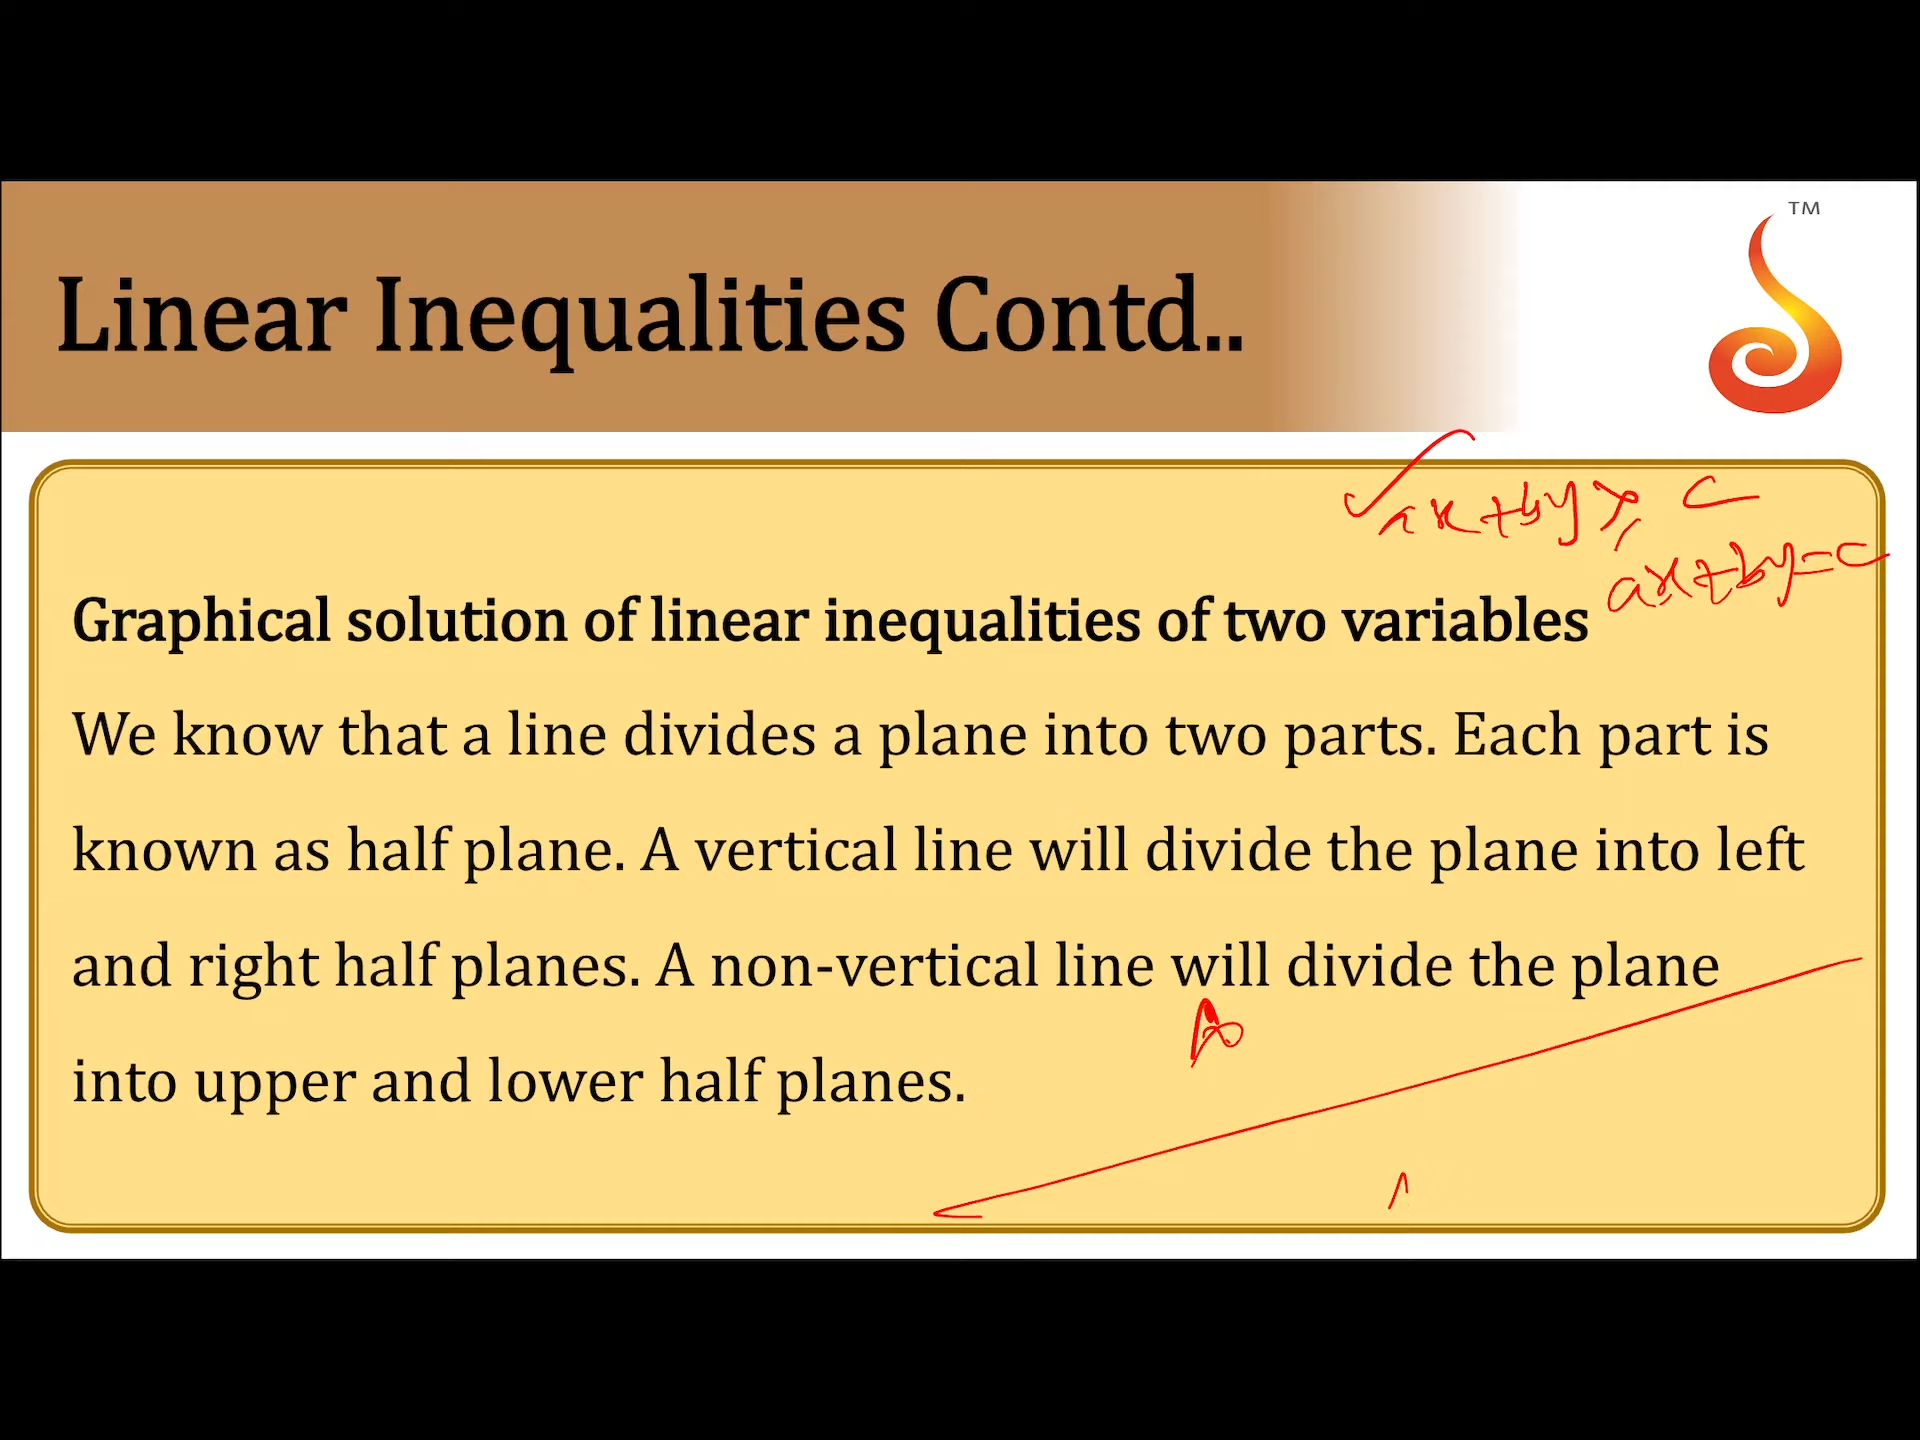 TM
Linear Inequalities Contd..
ax+by ≥ c
ax+by=c
Graphical solution of linear inequalities of two variables
We know that a line divides a plane into two parts. Each part is
known as half plane. A vertical line will divide the plane into left
and right half planes. A non-vertical line will divide the plane
into upper and lower half planes.